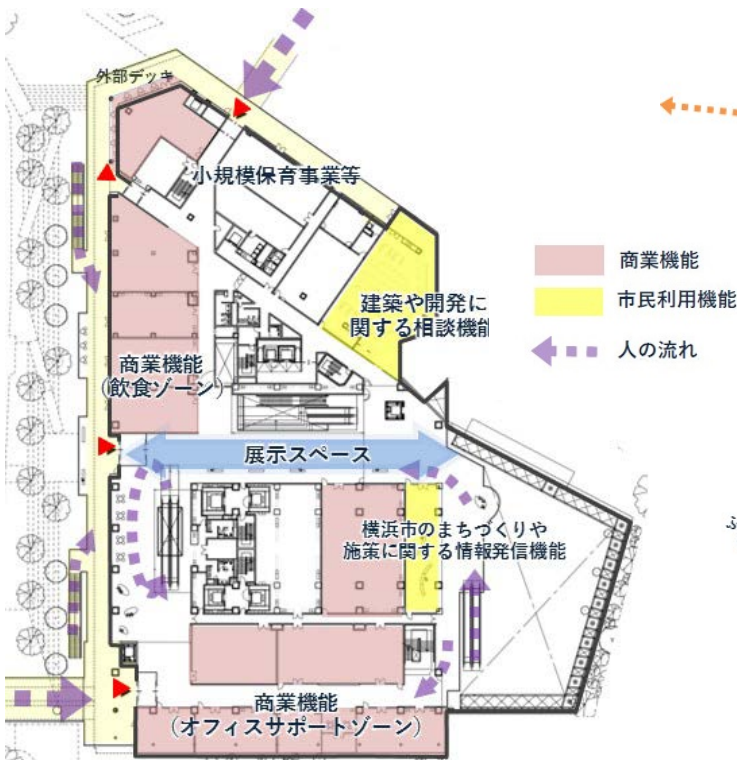 外部デッキ
小規模保育事業等
商業機能
市民利用機能
人の流れ
建築や開発に
関する相談機能
商業機能
(飲食ゾーン)
展示スペース
横浜市のまちづくりや
施策に関する情報発信機能
商業機能
(オフィスサポートゾーン)